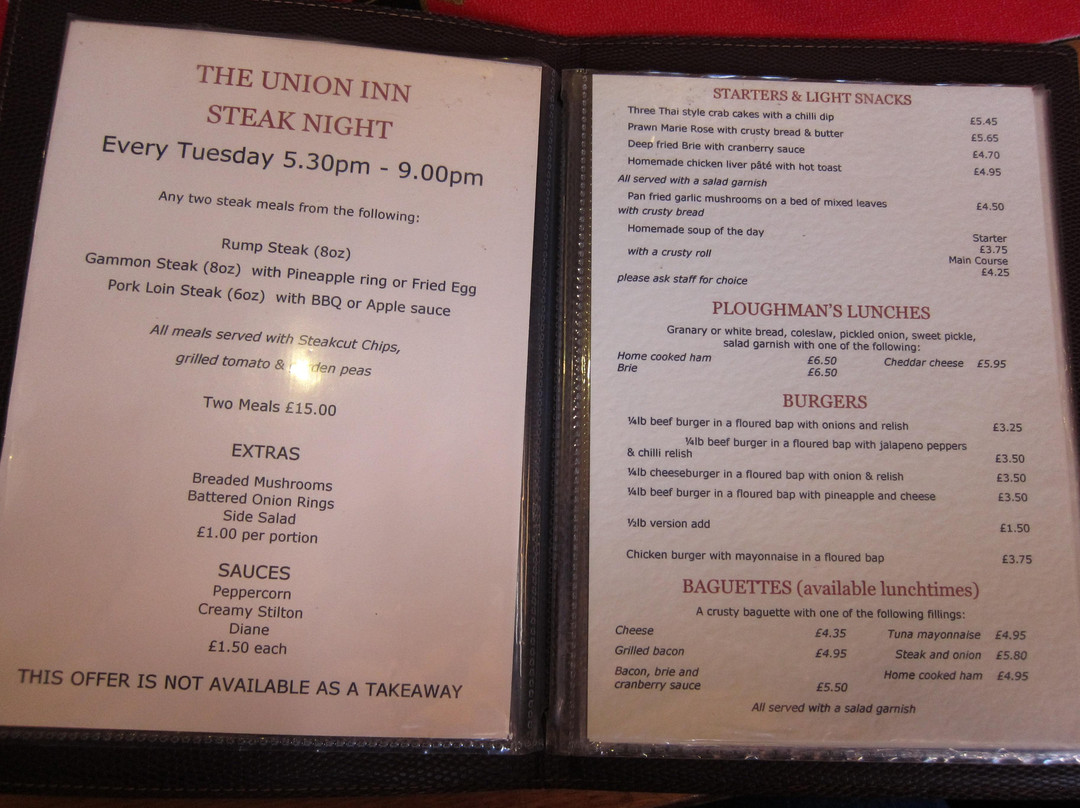 THE UNION INN
STEAK NIGHT
Every Tuesday 5.30pm - 9.00pm
Any two steak meals from the following:
Rump Steak (8oz)
Gammon Steak (8oz) with Pineapple ring or Fried Egg
Pork Loin Steak (6oz) with BBQ or Apple sauce
All meals served with Steakcut Chips,
grilled tomato & peas
Two Meals £15.00
EXTRAS
Breaded Mushrooms
Battered Onion Rings
Side Salad
£1.00 per portion
SAUCES
Peppercorn
Creamy Stilton
Diane
£1.50 each
THIS OFFER IS NOT AVAILABLE AS A TAKEAWAY
STARTERS & LIGHT SNACKS
Three Thai style crab cakes with a chilli dip £5.45
Prawn Marie Rose with crusty bread & butter £5.65
Deep fried Brie with cranberry sauce £4.70
Homemade chicken liver pâté with hot toast £4.95
All served with a salad garnish
Pan fried garlic mushrooms on a bed of mixed leaves £4.50
with crusty bread
Homemade soup of the day Starter
with a crusty roll £3.75
Main Course
£4.25
please ask staff for choice
PLOUGHMAN'S LUNCHES
Granary or white bread, coleslaw, pickled onion, sweet pickle,
salad garnish with one of the following:
Home cooked ham £6.50 Cheddar cheese £5.95
Brie £6.50
BURGERS
¼lb beef burger in a floured bap with onions and relish £3.25
¼lb beef burger in a floured bap with jalapeno peppers
& chilli relish £3.50
¼lb cheeseburger in a floured bap with onion & relish £3.50
¼lb beef burger in a floured bap with pineapple and cheese £3.50
½lb version add £1.50
Chicken burger with mayonnaise in a floured bap £3.75
BAGUETTES (available lunchtimes)
A crusty baguette with one of the following fillings:
Cheese £4.35 Tuna mayonnaise £4.95
Grilled bacon £4.95 Steak and onion £5.80
Bacon, brie and Home cooked ham £4.95
cranberry sauce £5.50
All served with a salad garnish